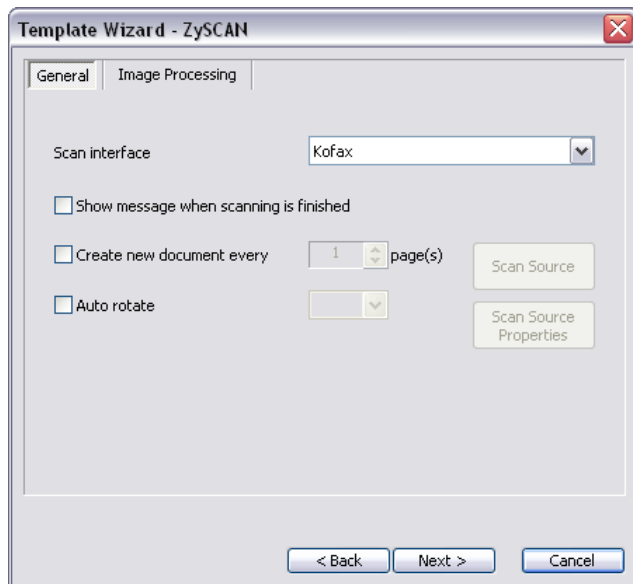 Template Wizard - ZySCAN
General Image Processing
Scan interface Kofax
Show message when scanning is finished
Create new document every 1 page(s)
Scan Source
Auto rotate
Scan Source
Properties
< Back Next > Cancel